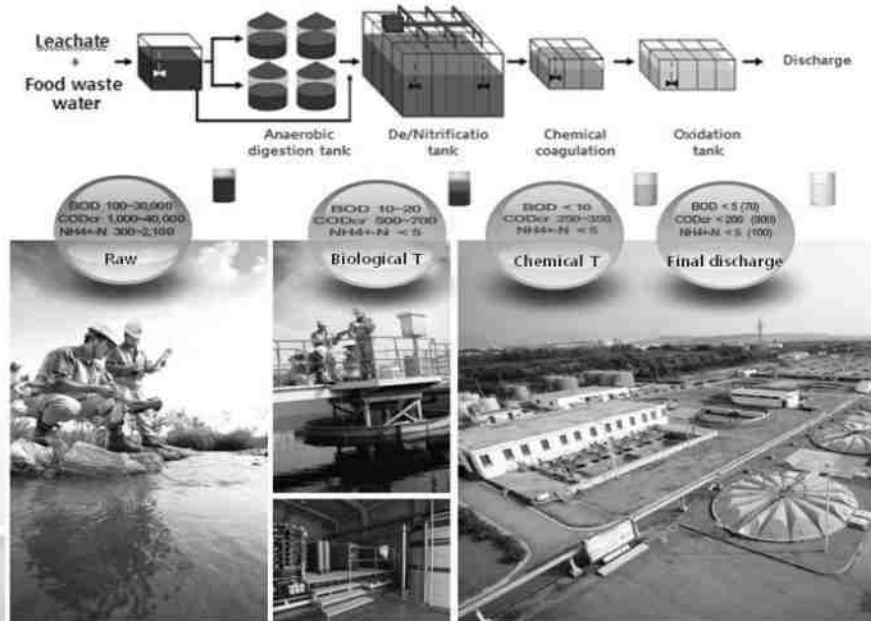 Leachate
+
Food waste
water
Discharge
Anaerobic
digestion tank
De/Nitrificatio
tank
Chemical
coagulation
Oxidation
tank
BOD 100~30,000
CODcr 1,000~40,000
NH4+-N 300~2,100
Raw
BOD 10~20
CODcr 500~700
NH4+-N < 5
Biological T
BOD < 10
CODcr 250~350
NH4+-N < 5
Chemical T
BOD < 5 (70)
CODcr < 200 (300)
NH4+-N < 5 (100)
Final discharge